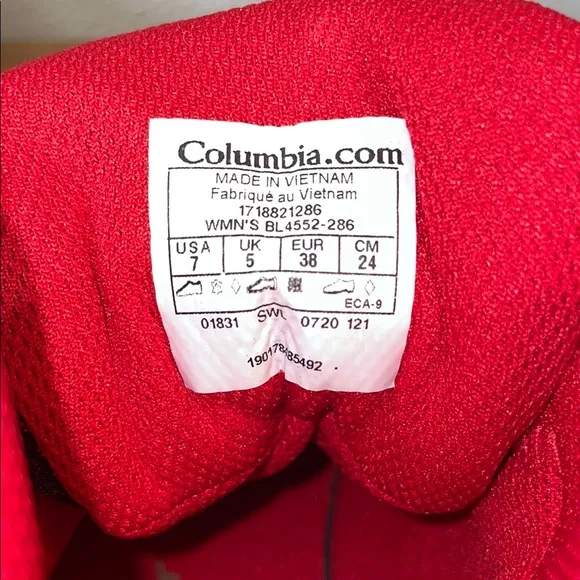 Columbia.com
MADE IN VIETNAM
Fabriqué au Vietnam
1718821286
WMN'S BL4552-286
USA UK EUR CM
7 5 38 24
ECA-9
01831 0720 121